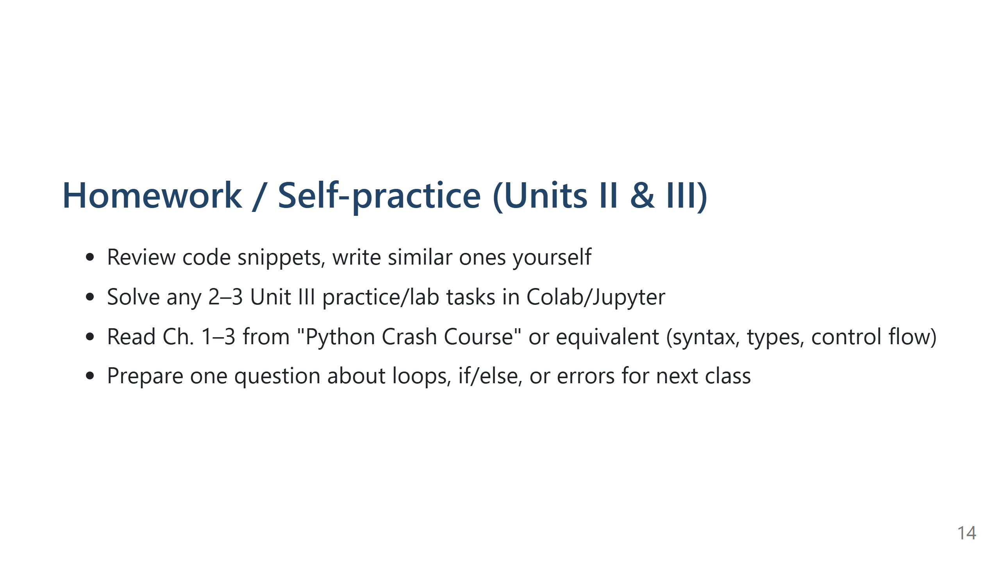 Homework / Self-practice (Units II & III)
• Review code snippets, write similar ones yourself
• Solve any 2–3 Unit III practice/lab tasks in Colab/Jupyter
• Read Ch. 1–3 from "Python Crash Course" or equivalent (syntax, types, control flow)
• Prepare one question about loops, if/else, or errors for next class
14